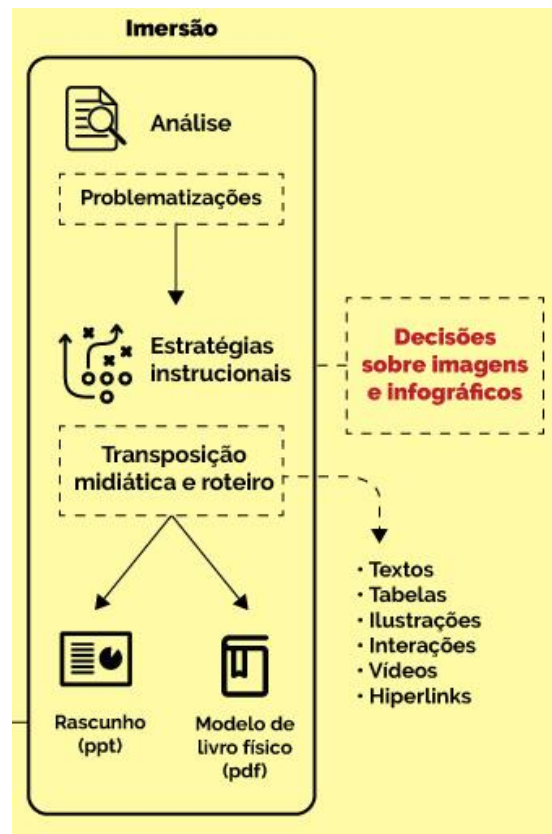 Imersão
Análise
Problematizações
Estratégias
instrucionais
Decisões
sobre imagens
e infográficos
Transposição
midiática e roteiro
• Textos
• Tabelas
• Ilustrações
• Interações
• Vídeos
• Hiperlinks
Rascunho
(ppt)
Modelo de
livro físico
(pdf)